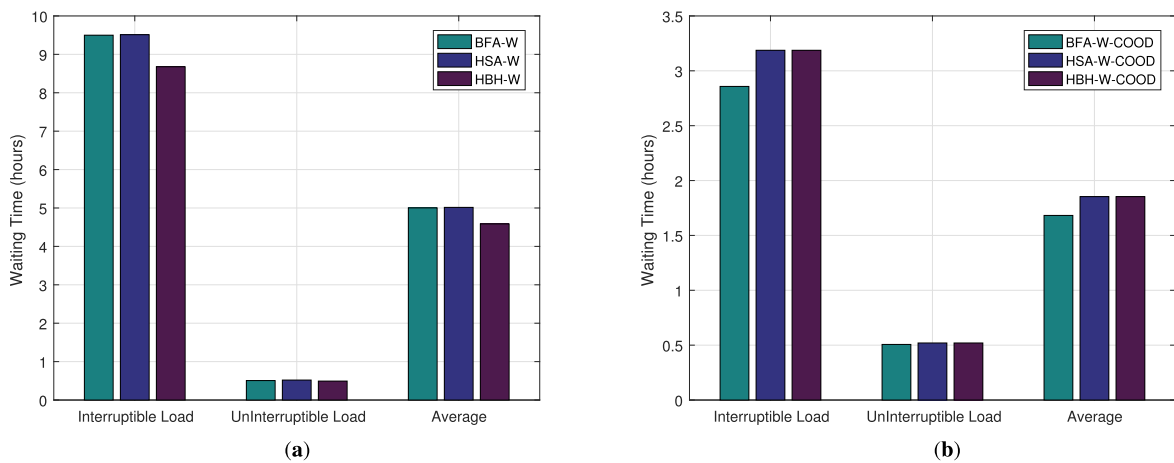 10
9
8
7
6
5
4
3
2
1
0
Waiting Time (hours)
BFA-W
HSA-W
HBH-W
Interruptible Load
UnInterruptible Load
Average
(a)
3.5
3
2.5
2
1.5
1
0.5
0
Waiting Time (hours)
BFA-W-COOD
HSA-W-COOD
HBH-W-COOD
Interruptible Load
UnInterruptible Load
Average
(b)